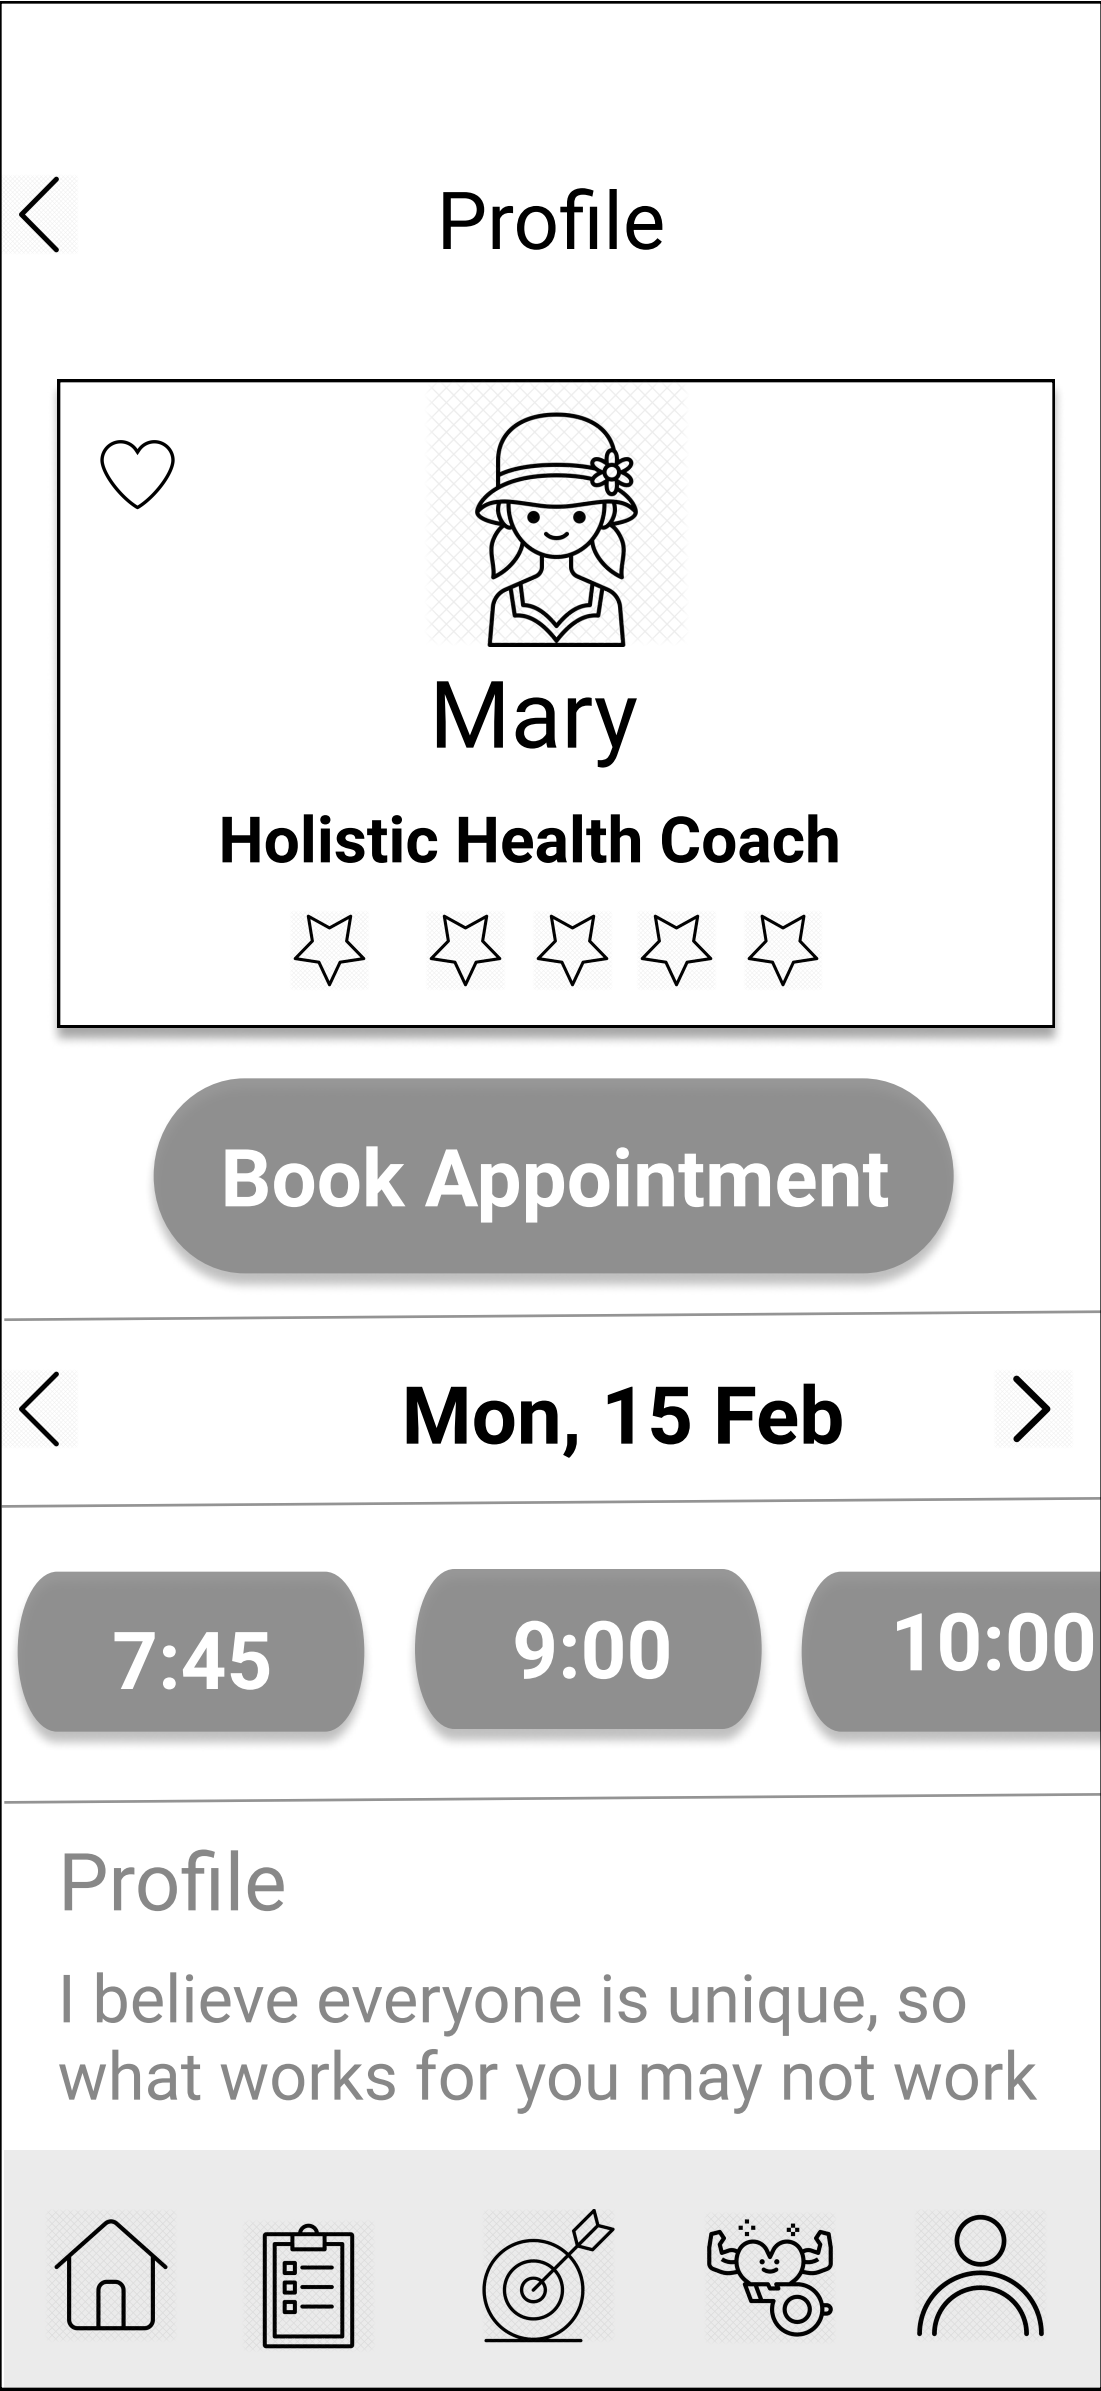 Profile
Mary
Holistic Health Coach
Book Appointment
Mon, 15 Feb
7:45
9:00
10:00
Profile
I believe everyone is unique, so
what works for you may not work